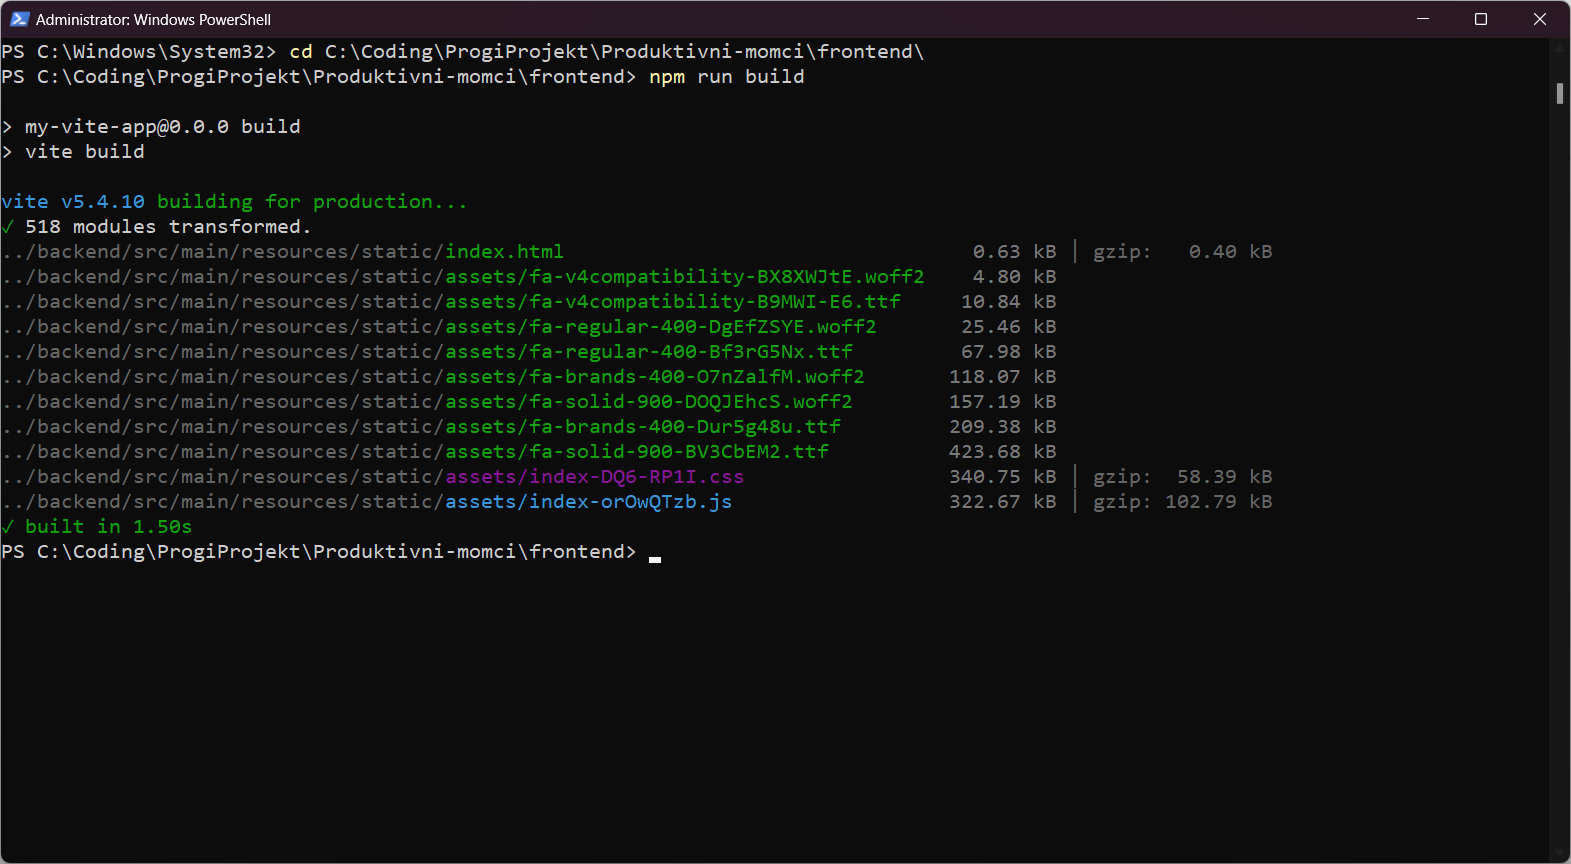 Administrator: Windows PowerShell
PS C:\Windows\System32> cd C:\Coding\ProgiProjekt\Produktivni-momci\frontend\
PS C:\Coding\ProgiProjekt\Produktivni-momci\frontend> npm run build
> my-vite-app@0.0.0 build
> vite build
vite v5.4.10 building for production...
✓ 518 modules transformed.
../backend/src/main/resources/static/index.html 0.63 kB │ gzip: 0.40 kB
../backend/src/main/resources/static/assets/fa-v4compatibility-BX8XWJtE.woff2 4.80 kB
../backend/src/main/resources/static/assets/fa-v4compatibility-B9MWI-E6.ttf 10.84 kB
../backend/src/main/resources/static/assets/fa-regular-400-DgEfZSYE.woff2 25.46 kB
../backend/src/main/resources/static/assets/fa-regular-400-Bf3rG5Nx.ttf 67.98 kB
../backend/src/main/resources/static/assets/fa-brands-400-O7nZalfM.woff2 118.07 kB
../backend/src/main/resources/static/assets/fa-solid-900-DOQJEhcS.woff2 157.19 kB
../backend/src/main/resources/static/assets/fa-brands-400-Dur5g48u.ttf 209.38 kB
../backend/src/main/resources/static/assets/fa-solid-900-BV3CbEM2.ttf 423.68 kB
../backend/src/main/resources/static/assets/index-DQ6-RP1I.css 340.75 kB │ gzip: 58.39 kB
../backend/src/main/resources/static/assets/index-orOwQTzb.js 322.67 kB │ gzip: 102.79 kB
✓ built in 1.50s
PS C:\Coding\ProgiProjekt\Produktivni-momci\frontend>